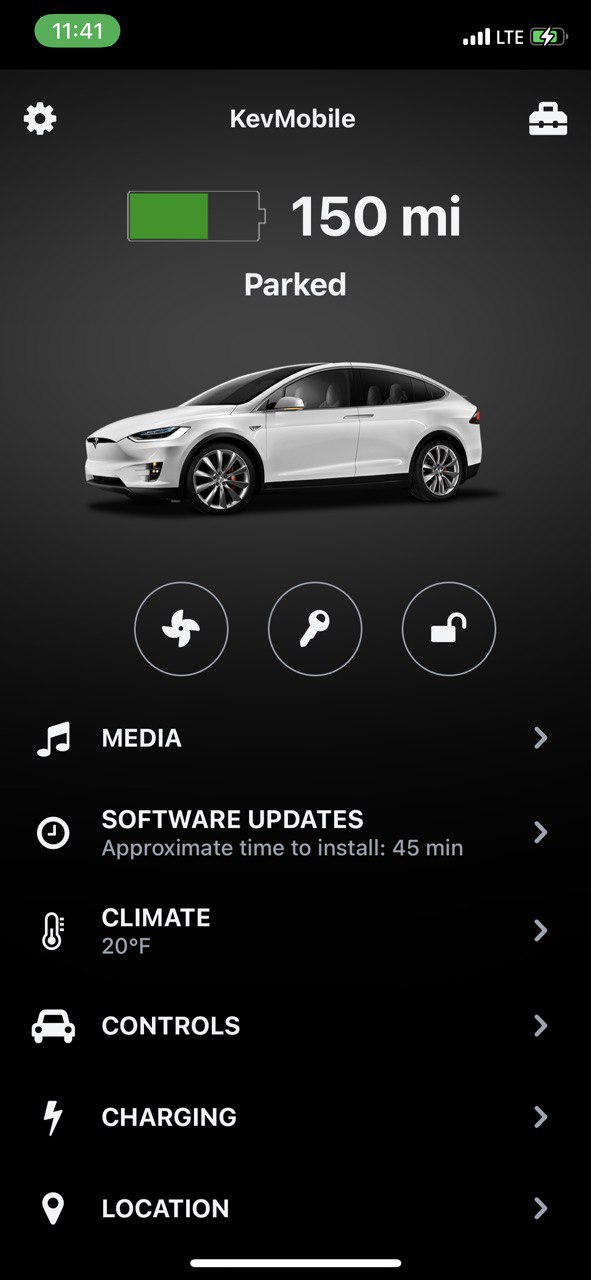 11:41
LTE
KevMobile
150 mi
Parked
MEDIA
SOFTWARE UPDATES
Approximate time to install: 45 min
CLIMATE
20°F
CONTROLS
CHARGING
LOCATION